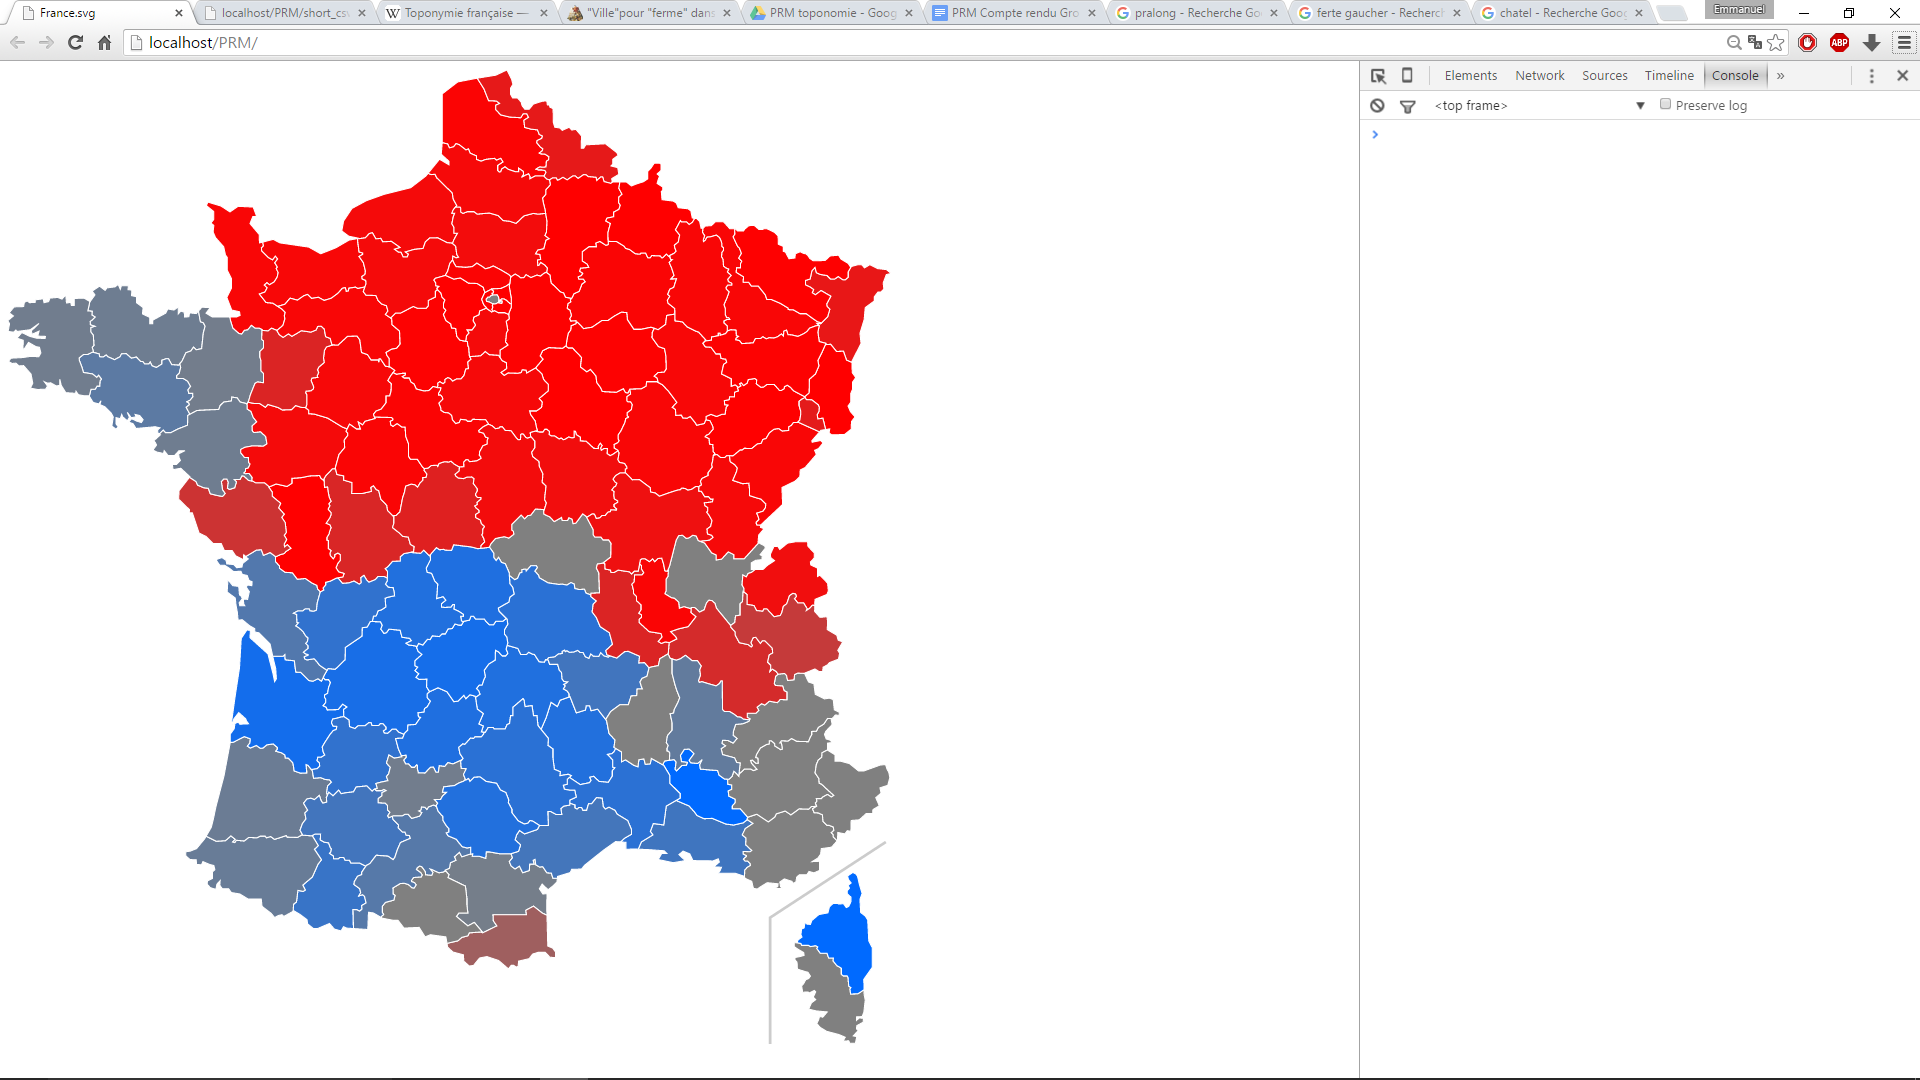 France.svg
localhost/PRM/short_cs
Toponymie française —
"Ville"pour "ferme" dans
PRM toponomie - Goog
PRM Compte rendu Gro
pralong - Recherche Go
ferte gaucher - Recherc
chatel - Recherche Goog
Emmanuel
localhost/PRM/
ABP
Elements Network Sources Timeline Console »
<top frame> Preserve log